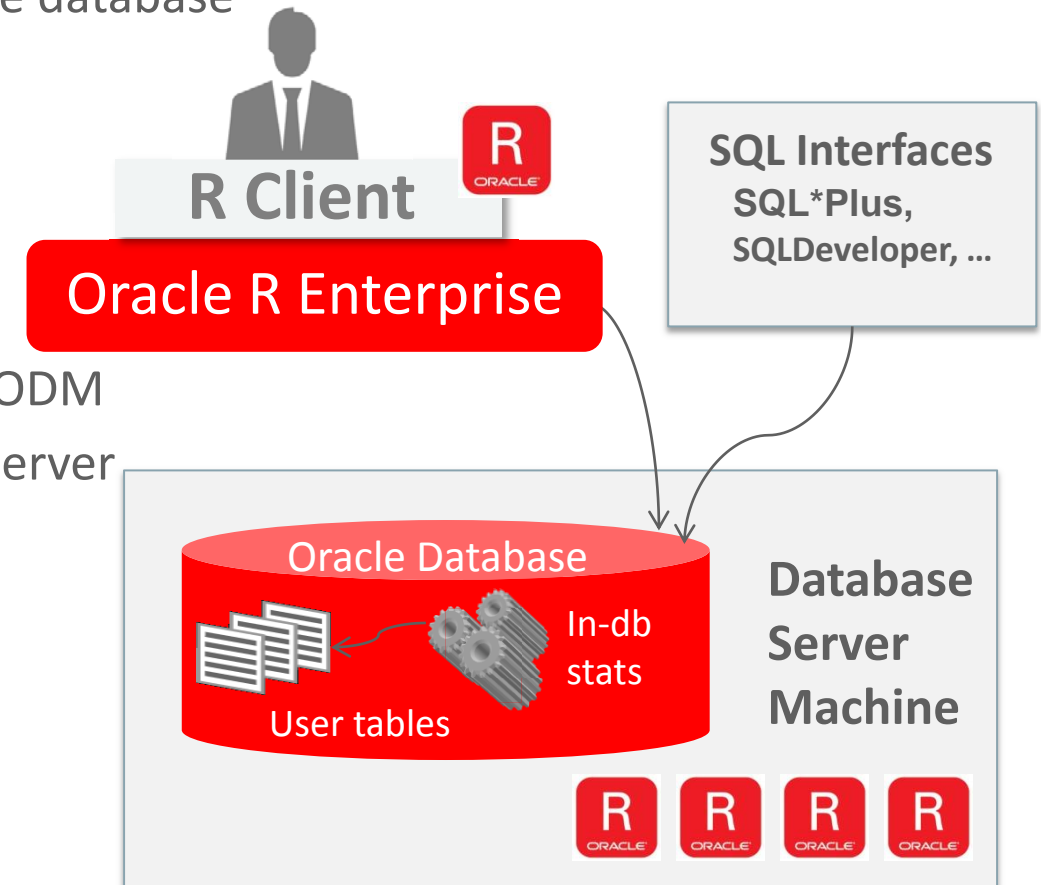 e database
R
ORACLE
R Client
Oracle R Enterprise
SQL Interfaces
SQL*Plus,
SQLDeveloper, ...
ODM
erver
Oracle Database
In-db
stats
User tables
Database
Server
Machine
R
ORACLE
R
ORACLE
R
ORACLE
R
ORACLE